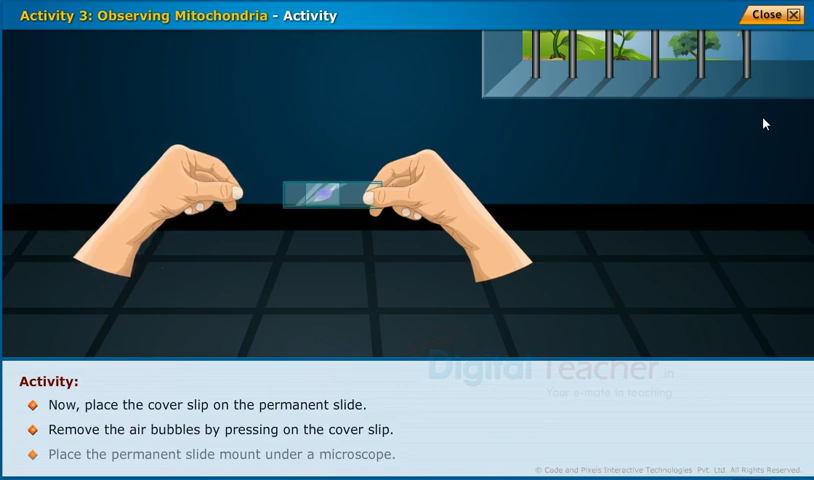 Activity 3: Observing Mitochondria - Activity
Close
Activity:
Now, place the cover slip on the permanent slide.
Remove the air bubbles by pressing on the cover slip.
Place the permanent slide mount under a microscope.
Digital Teacher.in
Your e-mate in teaching
© Code and Pixels Interactive Technologies Pvt. Ltd. All Rights Reserved.